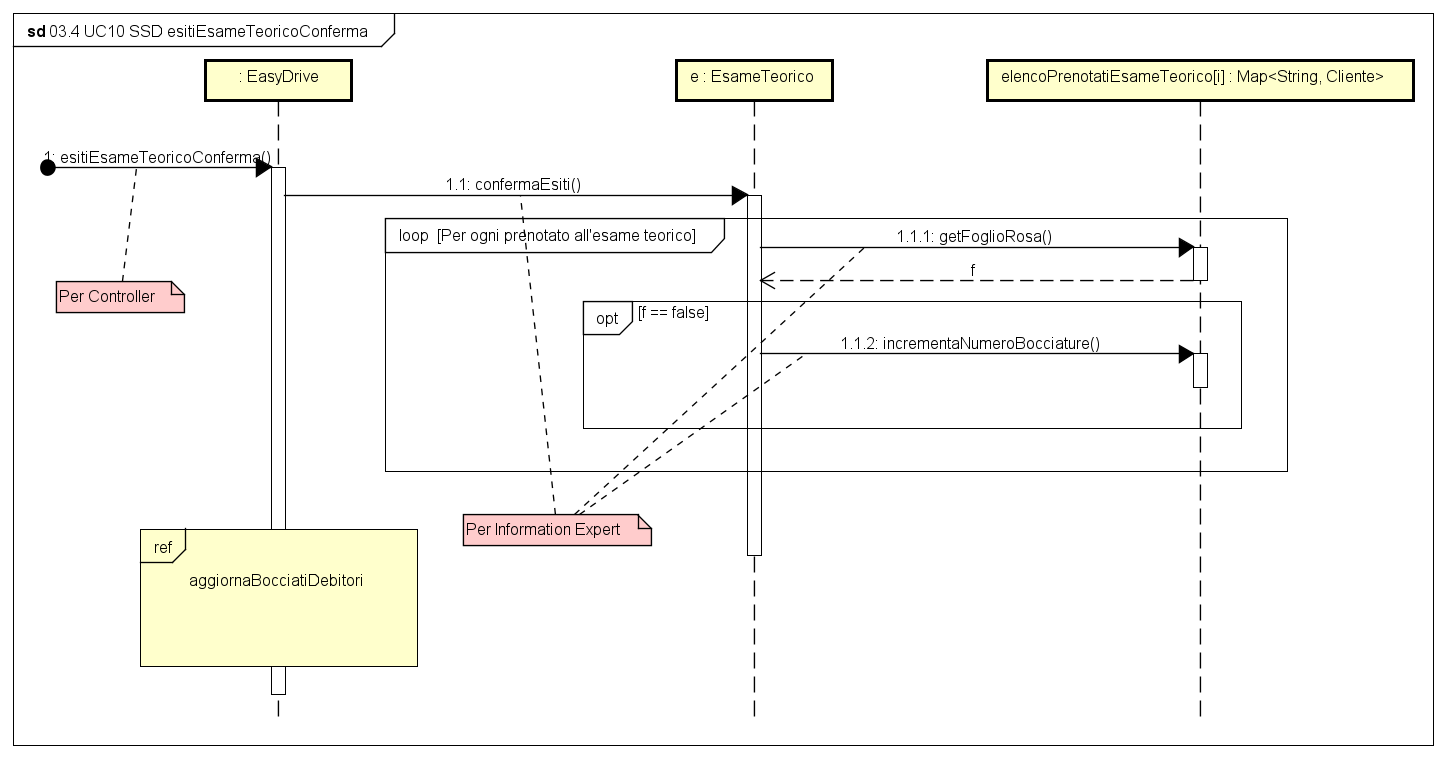 sd 03.4 UC10 SSD esitiEsameTeoricoConferma
: EasyDrive
e : EsameTeorico
elencoPrenotatiEsameTeorico[i] : Map<String, Cliente>
1: esitiEsameTeoricoConferma()
1.1: confermaEsiti()
loop [Per ogni prenotato all'esame teorico]
1.1.1: getFoglioRosa()
f
Per Controller
opt
[f == false]
1.1.2: incrementaNumeroBocciature()
Per Information Expert
ref
aggiornaBocciatiDebitori